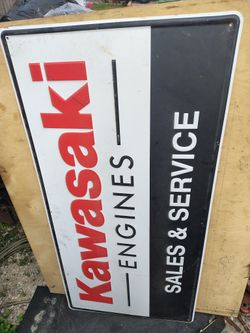 Kawasaki
ENGINES
SALES & SERVICE